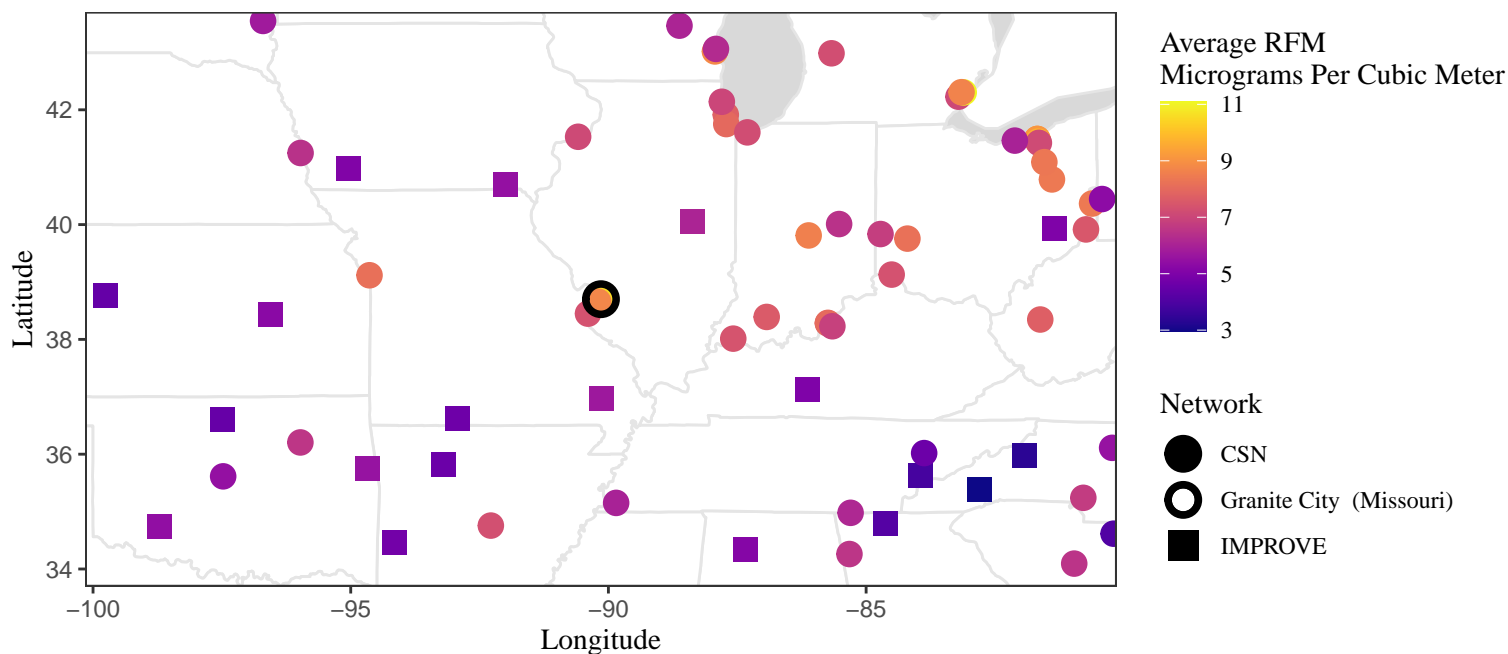 Average RFM
Micrograms Per Cubic Meter
11
9
7
5
3
Network
CSN
Granite City  (Missouri)
IMPROVE
Latitude
42
40
38
36
34
−100
−95
−90
−85
Longitude